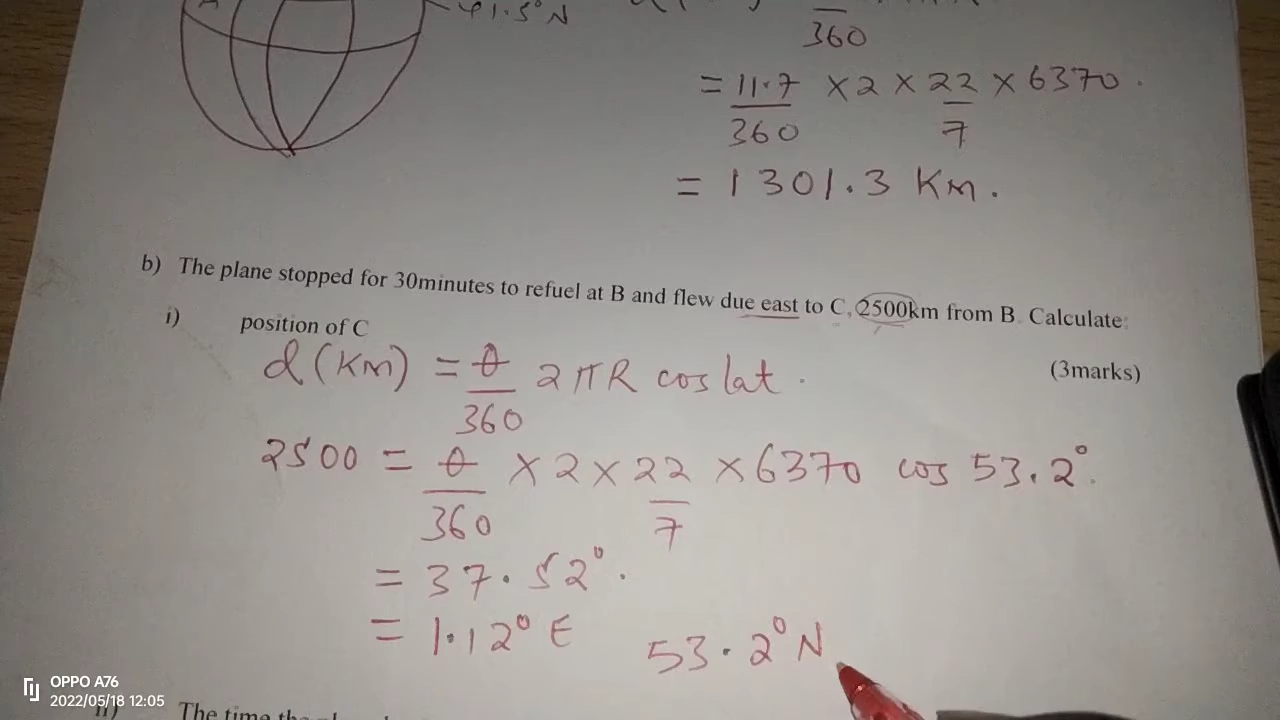 41.5°N
360
= 11.7 × 2 × 22 × 6370.
360 7
= 1301.3 Km.
b) The plane stopped for 30minutes to refuel at B and flew due east to C, 2500km from B. Calculate:
i) position of C
(3marks)
d (Km) = θ 2πR cos lat.
360
2500 = θ × 2 × 22 × 6370 cos 53.2°.
360 7
= 37.52°.
= 1.12° E 53.2° N
OPPO A76
2022/05/18 12:05
ii) The time the